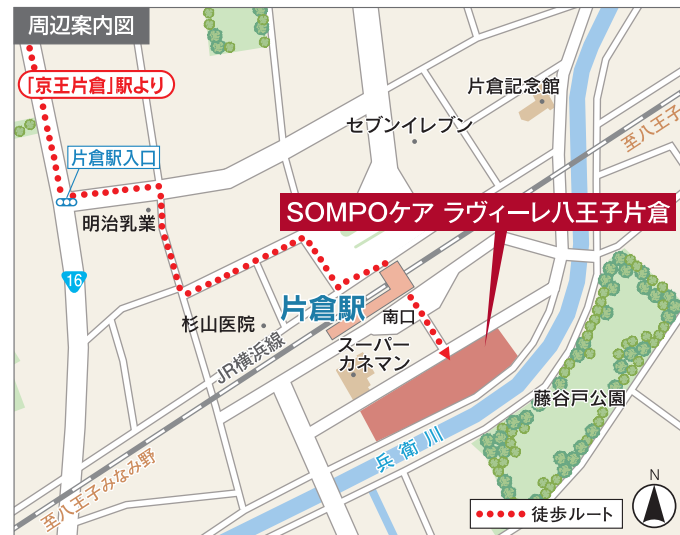 周辺案内図
「京王片倉」駅より
片倉記念館
セブンイレブン
至八王子
片倉駅入口
明治乳業
SOMPOケア ラヴィーレ八王子片倉
16
片倉駅
南口
杉山医院
JR横浜線
スーパー
カネマン
藤谷戸公園
兵衛川
至八王子みなみ野
N
徒歩ルート